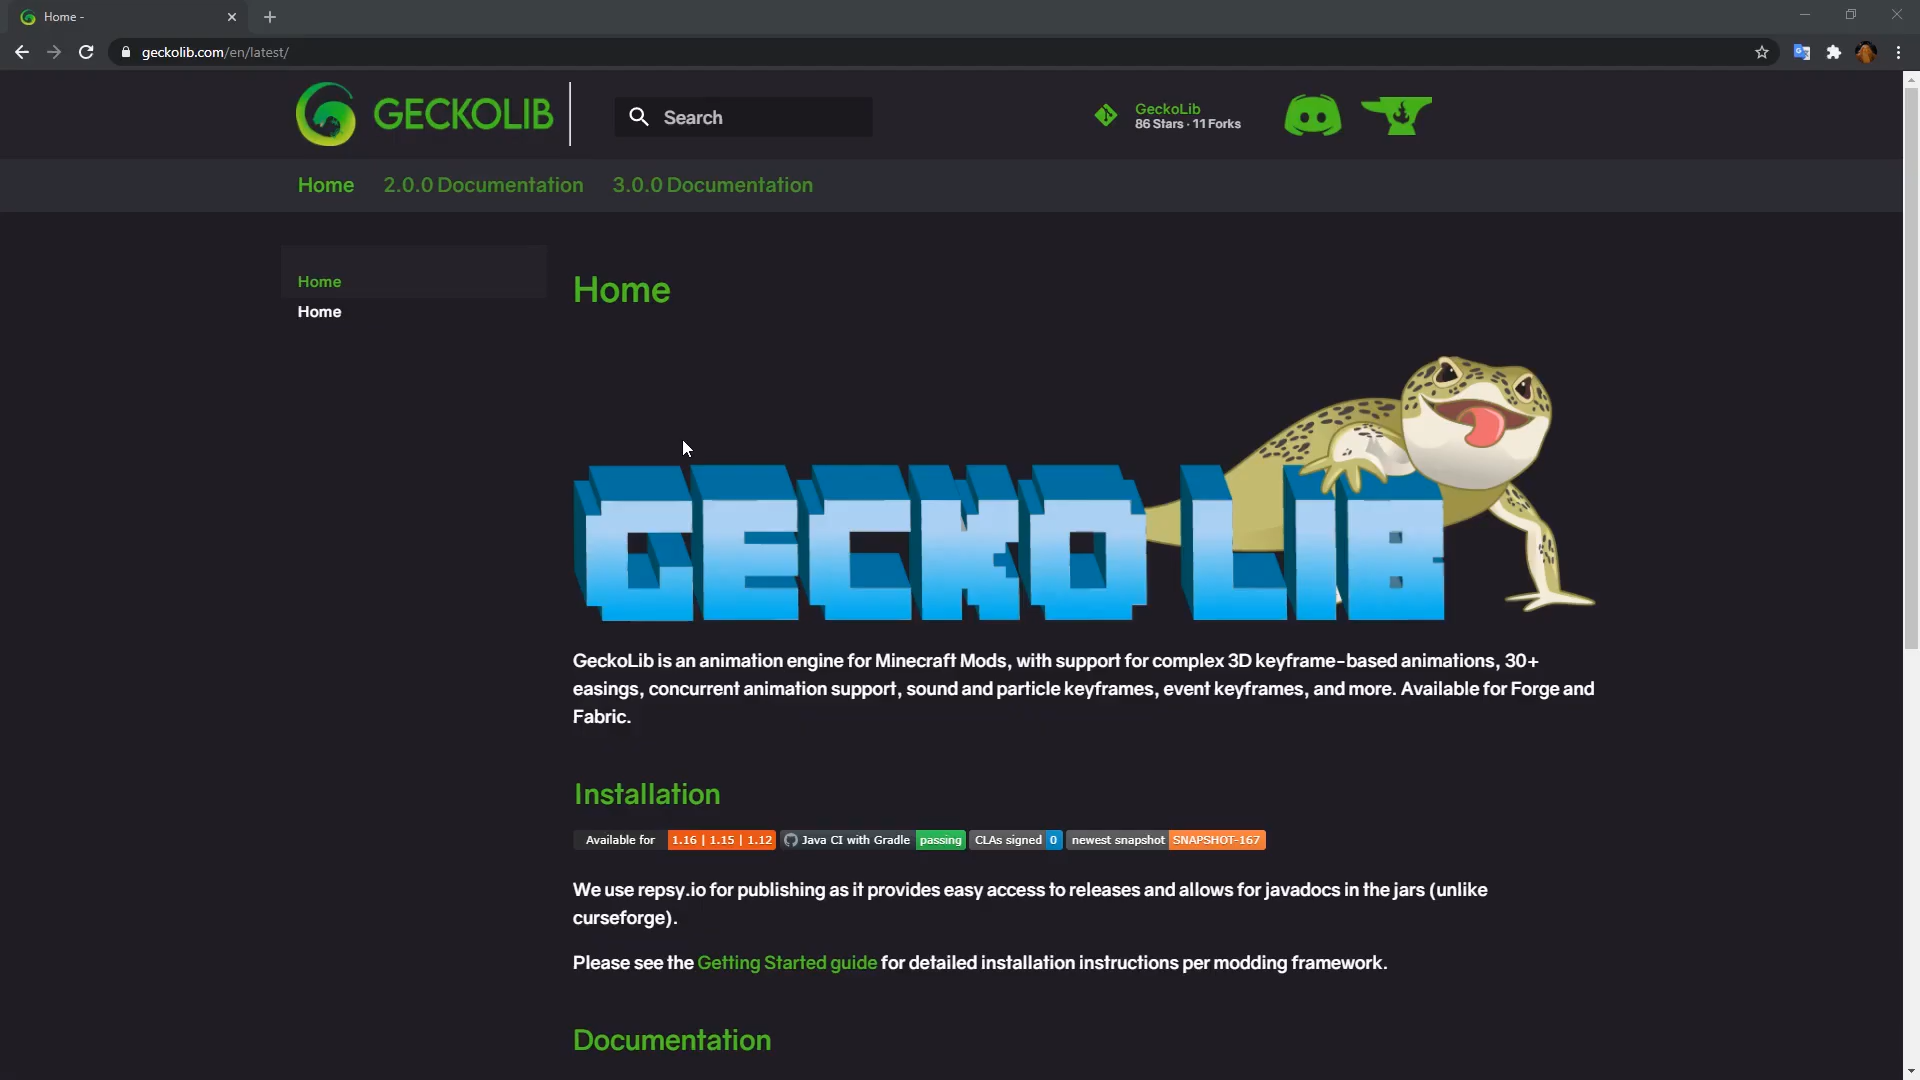 Home -
geckolib.com/en/latest/
GECKOLIB
Search
GeckoLib
86 Stars · 11 Forks
Home
2.0.0 Documentation
3.0.0 Documentation
Home
Home
Home
GECKO LIB
GeckoLib is an animation engine for Minecraft Mods, with support for complex 3D keyframe-based animations, 30+
easings, concurrent animation support, sound and particle keyframes, event keyframes, and more. Available for Forge and
Fabric.
Installation
Available for 1.16 | 1.15 | 1.12 Java CI with Gradle passing CLAs signed 0 newest snapshot SNAPSHOT-167
We use repsy.io for publishing as it provides easy access to releases and allows for javadocs in the jars (unlike
curseforge).
Please see the Getting Started guide for detailed installation instructions per modding framework.
Documentation